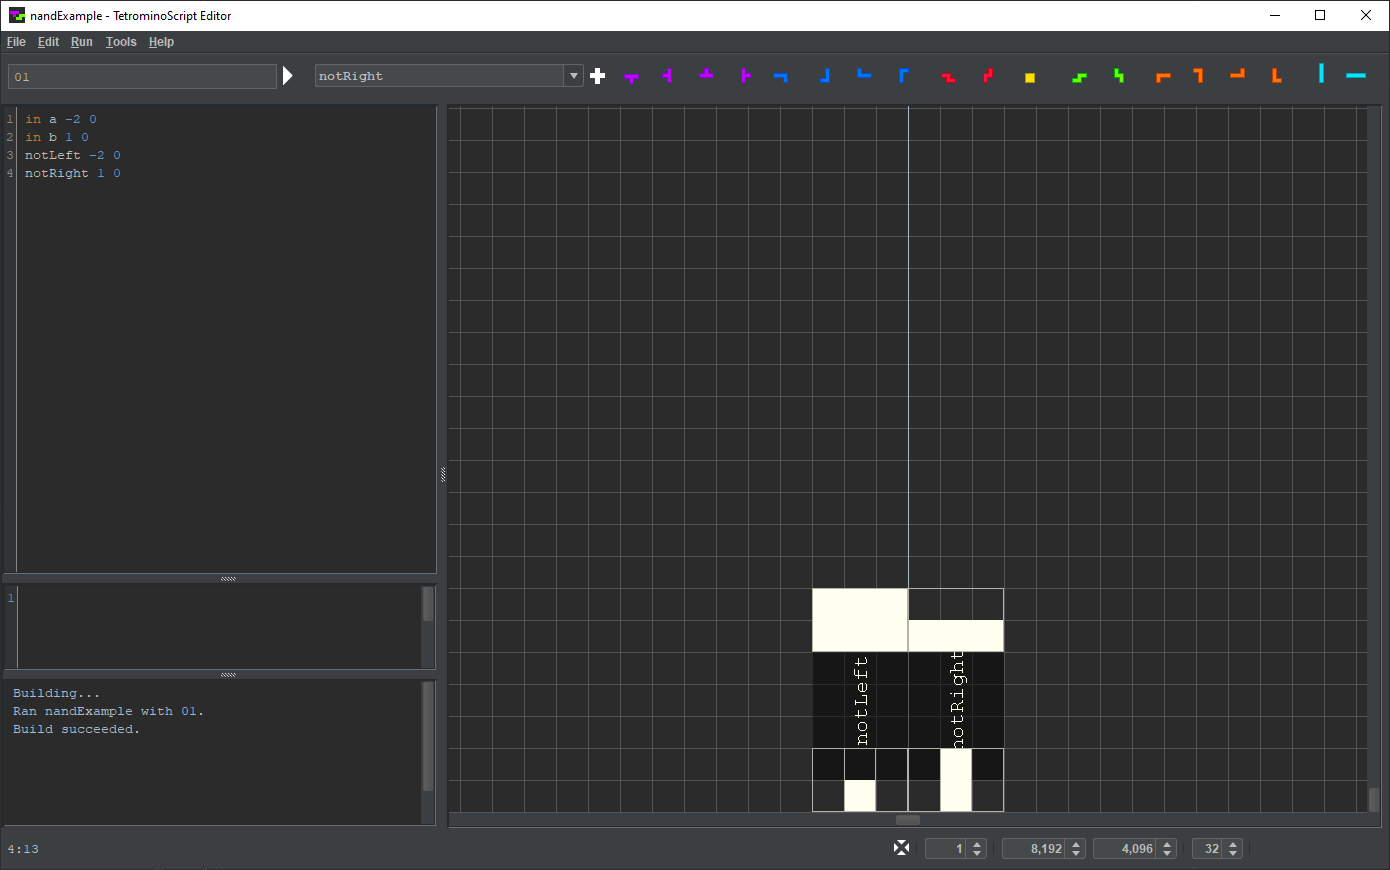 nandExample - TetrominoScript Editor
File Edit Run Tools Help
01 notRight
1 in a -2 0
2 in b 1 0
3 notLeft -2 0
4 notRight 1 0
notLeft notRight
1
Building...
Ran nandExample with 01.
Build succeeded.
4:13 1 8,192 4,096 32